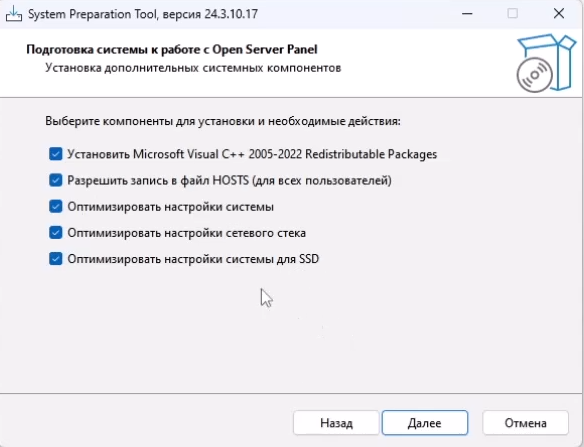 System Preparation Tool, версия 24.3.10.17
Подготовка системы к работе с Open Server Panel
Установка дополнительных системных компонентов
Выберите компоненты для установки и необходимые действия:
Установить Microsoft Visual C++ 2005-2022 Redistributable Packages
Разрешить запись в файл HOSTS (для всех пользователей)
Оптимизировать настройки системы
Оптимизировать настройки сетевого стека
Оптимизировать настройки системы для SSD
Назад Далее Отмена